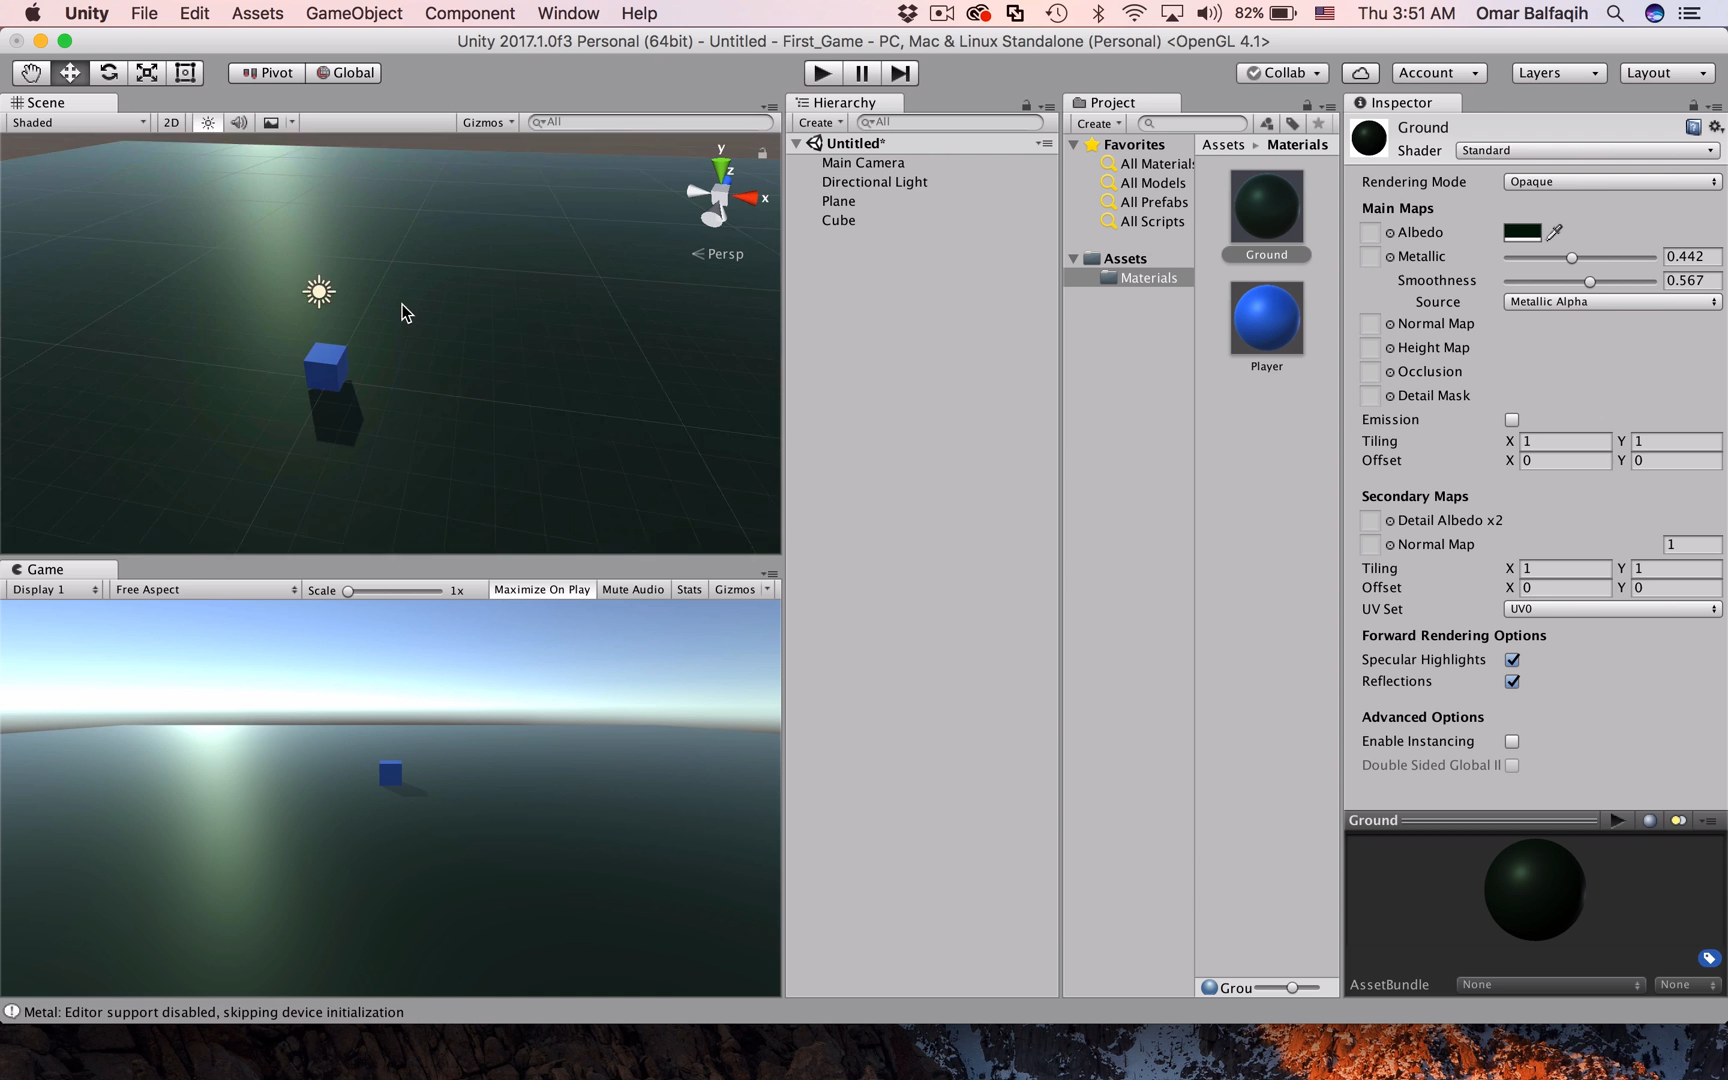 Unity File Edit Assets GameObject Component Window Help 82% Thu 3:51 AM Omar Balfaqih
Unity 2017.1.0f3 Personal (64bit) - Untitled - First_Game - PC, Mac & Linux Standalone (Personal) <OpenGL 4.1>
Pivot Global Collab Account Layers Layout
Scene
Shaded 2D Gizmos All
y
z
x
Persp
Game
Display 1 Free Aspect Scale 1x Maximize On Play Mute Audio Stats Gizmos
Hierarchy
Create All
Untitled*
Main Camera
Directional Light
Plane
Cube
Project
Create
Favorites
All Materials
All Models
All Prefabs
All Scripts
Assets
Materials
Assets Materials
Ground
Player
Grou
Inspector
Ground
Shader Standard
Rendering Mode Opaque
Main Maps
Albedo
Metallic 0.442
Smoothness 0.567
Source Metallic Alpha
Normal Map
Height Map
Occlusion
Detail Mask
Emission
Tiling X 1 Y 1
Offset X 0 Y 0
Secondary Maps
Detail Albedo x2
Normal Map 1
Tiling X 1 Y 1
Offset X 0 Y 0
UV Set UV0
Forward Rendering Options
Specular Highlights
Reflections
Advanced Options
Enable Instancing
Double Sided Global Il
Ground
AssetBundle None None
Metal: Editor support disabled, skipping device initialization